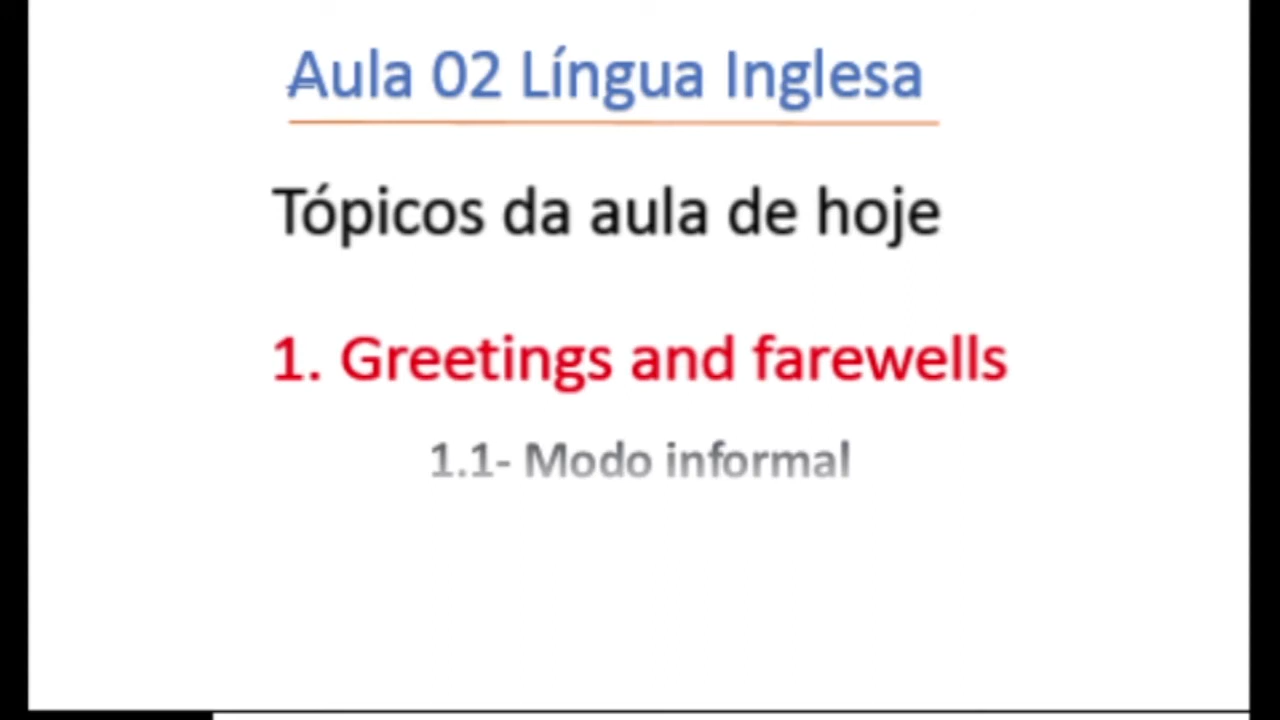 Aula 02 Língua Inglesa
Tópicos da aula de hoje
1. Greetings and farewells
1.1- Modo informal